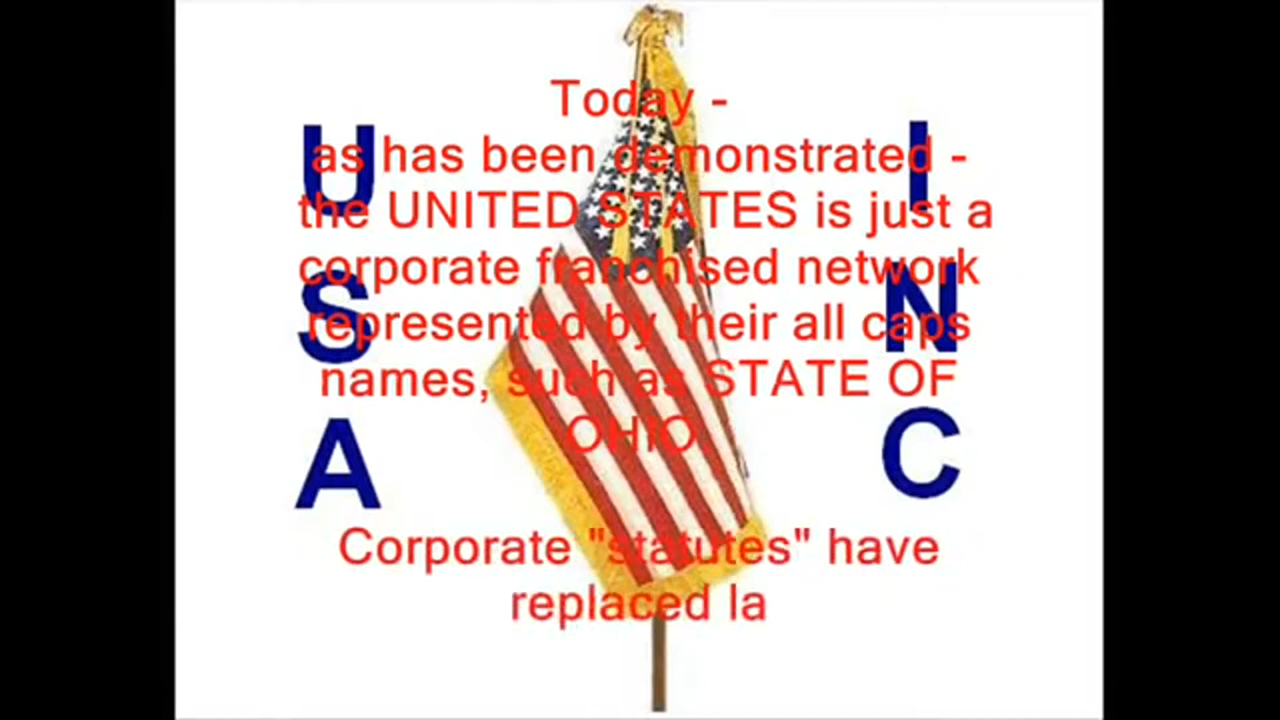 Today -
as has been demonstrated -
the UNITED STATES is just a
corporate franchised network
represented by their all caps
names, such as STATE OF
OHIO.
Corporate "statutes" have
replaced la
U
S
A
I
N
C